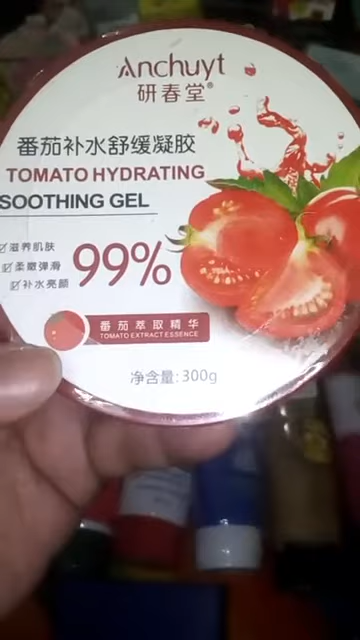 Anchuyt
研春堂®
番茄补水舒缓凝胶
TOMATO HYDRATING
SOOTHING GEL
滋养肌肤
柔嫩弹滑
补水亮颜
99%
番茄萃取精华
TOMATO EXTRACT ESSENCE
净含量:300g